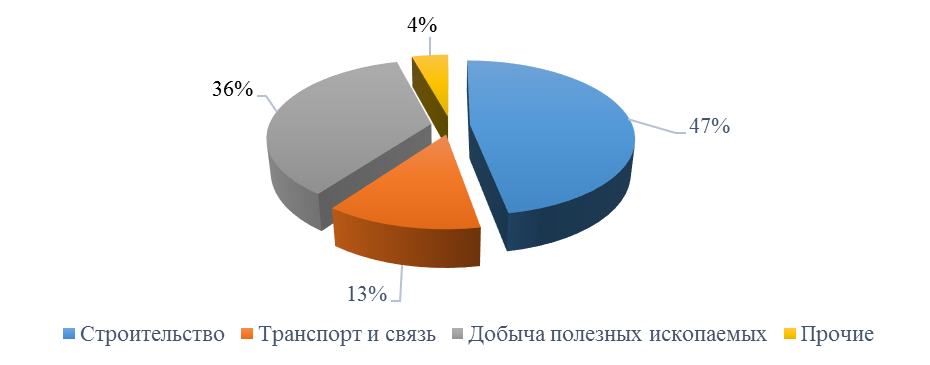 4%
36%
47%
13%
Строительство Транспорт и связь Добыча полезных ископаемых Прочие